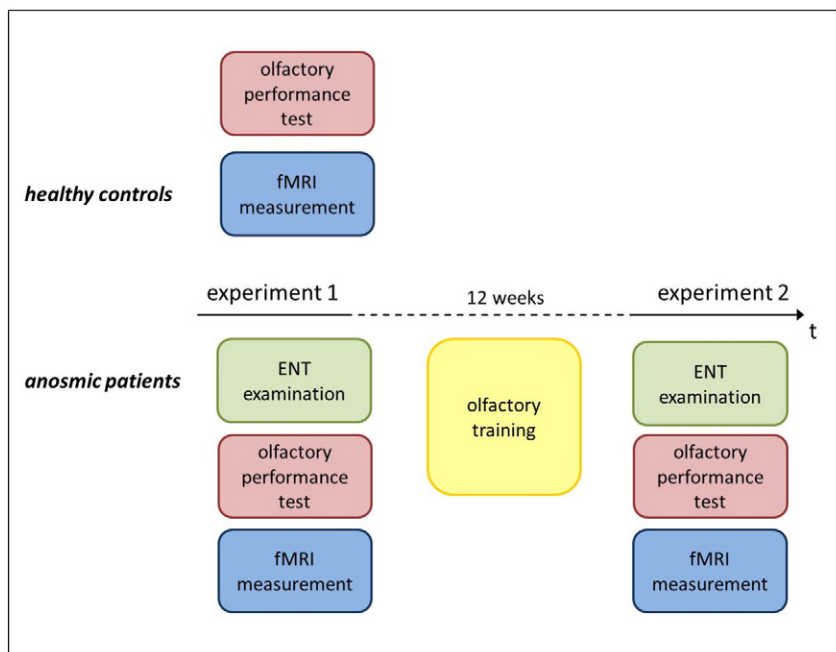 olfactory
performance
test
healthy controls
fMRI
measurement
experiment 1
12 weeks
experiment 2
t
anosmic patients
ENT
examination
olfactory
performance
test
fMRI
measurement
olfactory
training
ENT
examination
olfactory
performance
test
fMRI
measurement